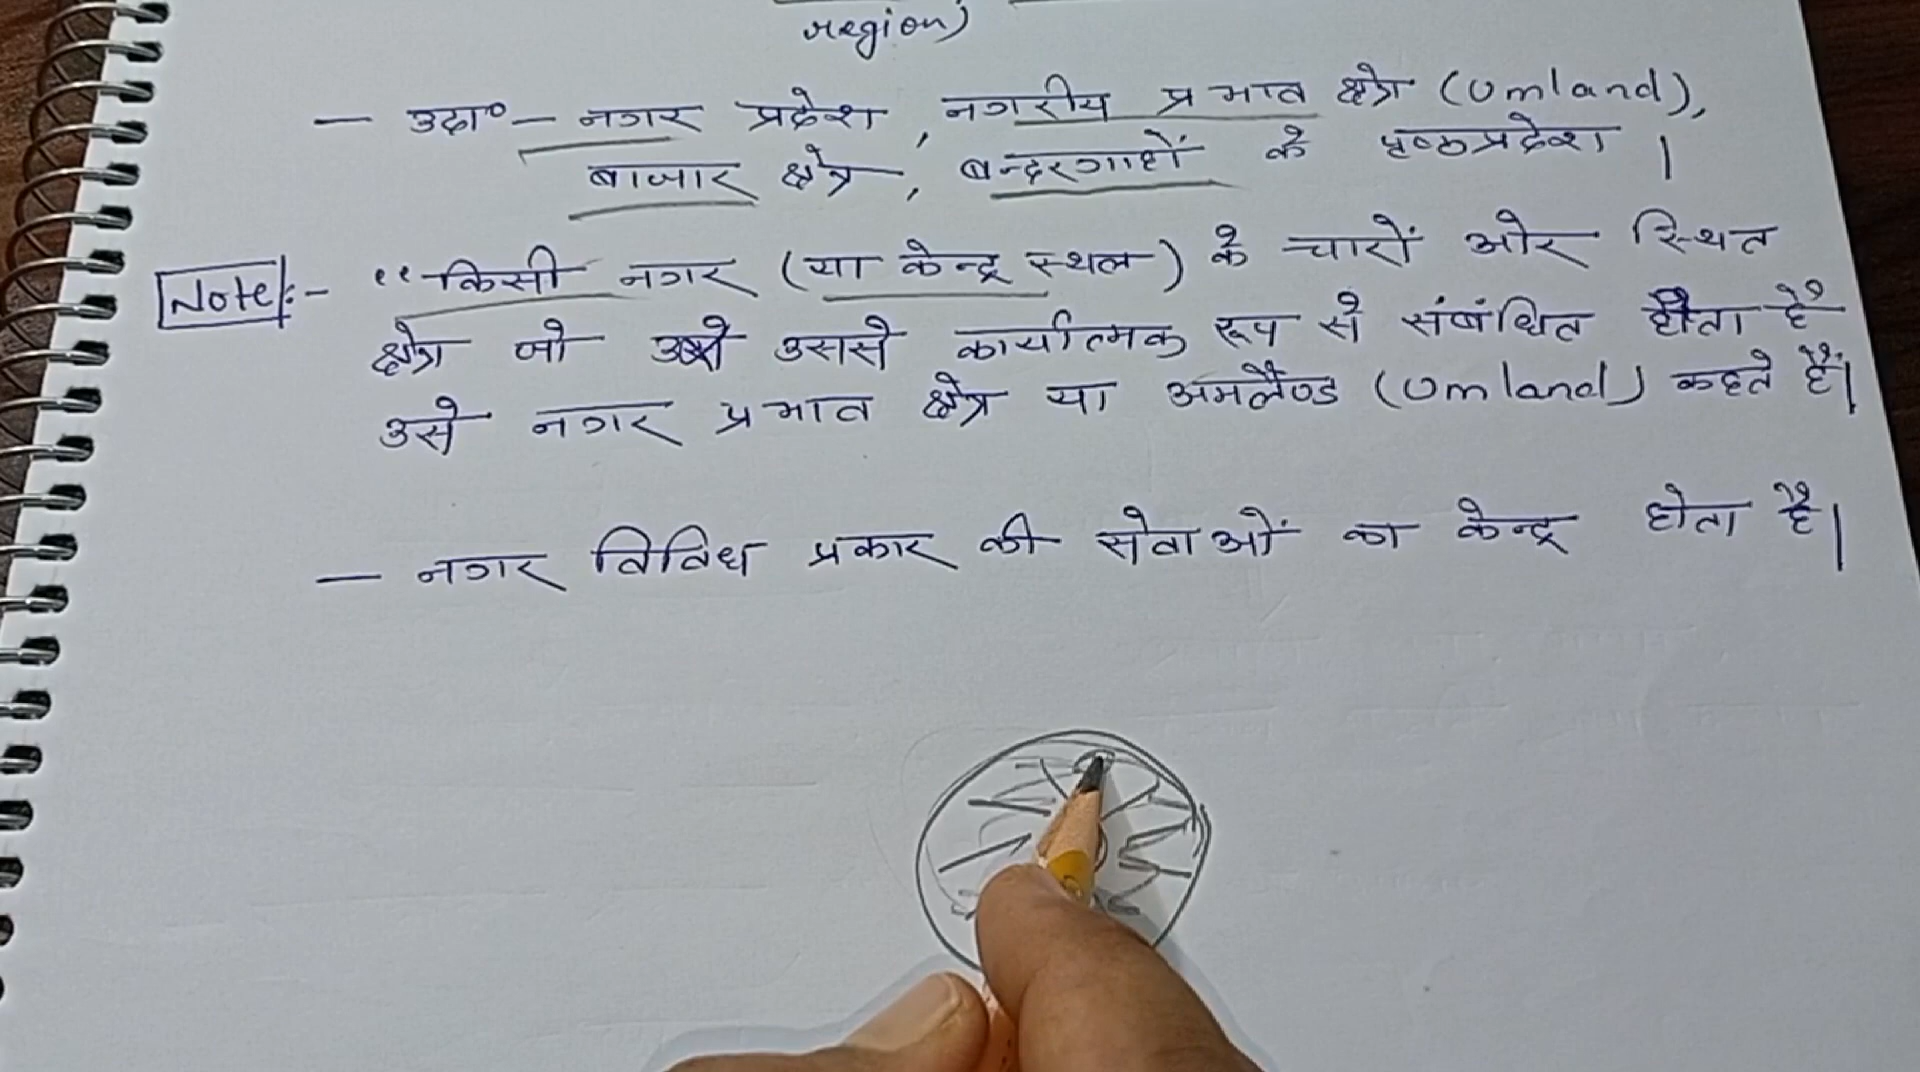 region)
— उदा० — नगर प्रदेश, नगरीय प्रभाव क्षेत्र (Umland),
बाजार क्षेत्र, बन्दरगाहों के पृष्ठप्रदेश ।
Note:- “किसी नगर (या केन्द्र स्थल) के चारों ओर स्थित
क्षेत्र जो उससे कार्यात्मक रूप से संबंधित होता है
उसे नगर प्रभाव क्षेत्र या अमलैण्ड (Umland) कहते हैं।
— नगर विविध प्रकार की सेवाओं का केन्द्र होता है।